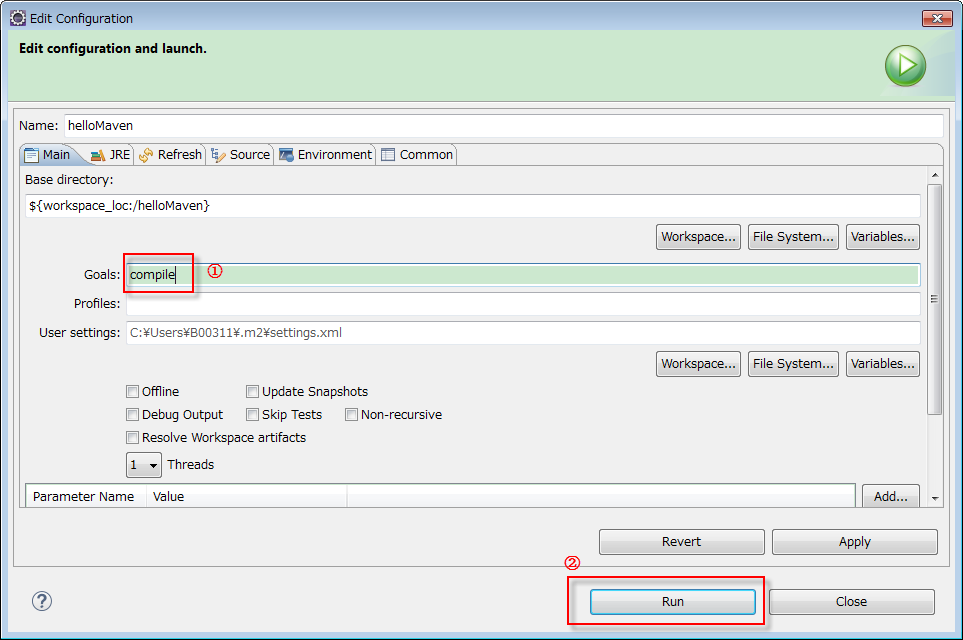 Edit Configuration
Edit configuration and launch.
Name: helloMaven
Main JRE Refresh Source Environment Common
Base directory:
${workspace_loc:/helloMaven}
Workspace... File System... Variables...
Goals: compile ①
Profiles:
User settings: C:¥Users¥B00311¥.m2¥settings.xml
Workspace... File System... Variables...
Offline Update Snapshots
Debug Output Skip Tests Non-recursive
Resolve Workspace artifacts
1 Threads
Parameter Name Value Add...
Revert Apply
②
? Run Close